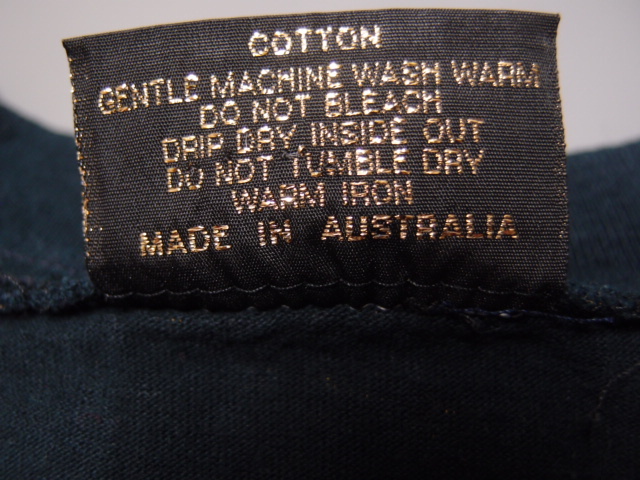 COTTON
GENTLE MACHINE WASH WARM
DO NOT BLEACH
DRIP DRY, INSIDE OUT
DO NOT TUMBLE DRY
WARM IRON
MADE IN AUSTRALIA